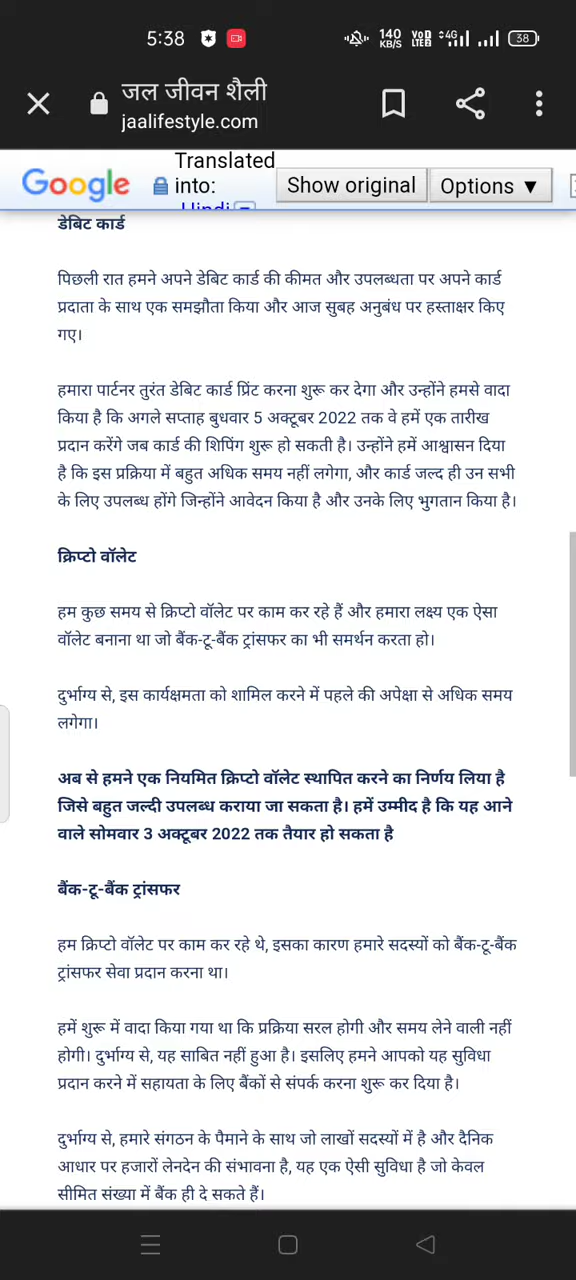 5:38
140 KB/S
VoD LTE2
4G
38
जल जीवन शैली
jaalifestyle.com
Google
Translated into: Hindi
Show original
Options ▼
डेबिट कार्ड
पिछली रात हमने अपने डेबिट कार्ड की कीमत और उपलब्धता पर अपने कार्ड
प्रदाता के साथ एक समझौता किया और आज सुबह अनुबंध पर हस्ताक्षर किए
गए।
हमारा पार्टनर तुरंत डेबिट कार्ड प्रिंट करना शुरू कर देगा और उन्होंने हमसे वादा
किया है कि अगले सप्ताह बुधवार 5 अक्टूबर 2022 तक वे हमें एक तारीख
प्रदान करेंगे जब कार्ड की शिपिंग शुरू हो सकती है। उन्होंने हमें आश्वासन दिया
है कि इस प्रक्रिया में बहुत अधिक समय नहीं लगेगा, और कार्ड जल्द ही उन सभी
के लिए उपलब्ध होंगे जिन्होंने आवेदन किया है और उनके लिए भुगतान किया है।
क्रिप्टो वॉलेट
हम कुछ समय से क्रिप्टो वॉलेट पर काम कर रहे हैं और हमारा लक्ष्य एक ऐसा
वॉलेट बनाना था जो बैंक-टू-बैंक ट्रांसफर का भी समर्थन करता हो।
दुर्भाग्य से, इस कार्यक्षमता को शामिल करने में पहले की अपेक्षा से अधिक समय
लगेगा।
अब से हमने एक नियमित क्रिप्टो वॉलेट स्थापित करने का निर्णय लिया है
जिसे बहुत जल्दी उपलब्ध कराया जा सकता है। हमें उम्मीद है कि यह आने
वाले सोमवार 3 अक्टूबर 2022 तक तैयार हो सकता है
बैंक-टू-बैंक ट्रांसफर
हम क्रिप्टो वॉलेट पर काम कर रहे थे, इसका कारण हमारे सदस्यों को बैंक-टू-बैंक
ट्रांसफर सेवा प्रदान करना था।
हमें शुरू में वादा किया गया था कि प्रक्रिया सरल होगी और समय लेने वाली नहीं
होगी। दुर्भाग्य से, यह साबित नहीं हुआ है। इसलिए हमने आपको यह सुविधा
प्रदान करने में सहायता के लिए बैंकों से संपर्क करना शुरू कर दिया है।
दुर्भाग्य से, हमारे संगठन के पैमाने के साथ जो लाखों सदस्यों में है और दैनिक
आधार पर हजारों लेनदेन की संभावना है, यह एक ऐसी सुविधा है जो केवल
सीमित संख्या में बैंक ही दे सकते हैं।